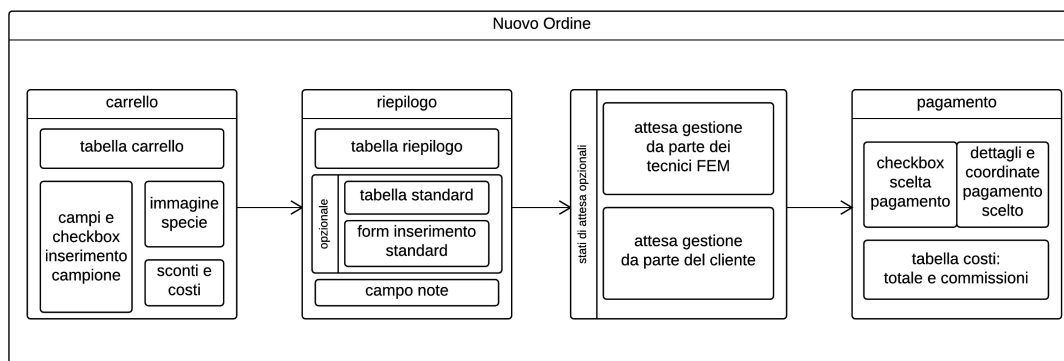 Nuovo Ordine
carrello
tabella carrello
campi e
checkbox
inserimento
campione
immagine
specie
sconti e
costi
riepilogo
tabella riepilogo
opzionale
tabella standard
form inserimento
standard
campo note
stati di attesa opzionali
attesa gestione
da parte dei
tecnici FEM
attesa gestione
da parte del cliente
pagamento
checkbox
scelta
pagamento
dettagli e
coordinate
pagamento
scelto
tabella costi:
totale e commissioni